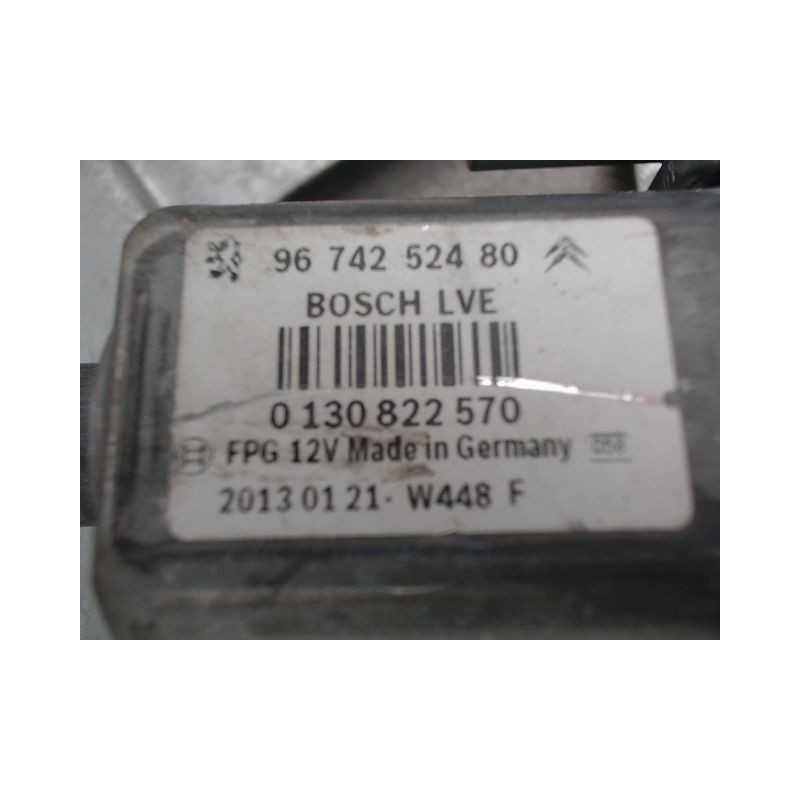 96 742 524 80
BOSCH LVE
0 130 822 570
FPG 12V Made in Germany
2013 01 21- W448 F